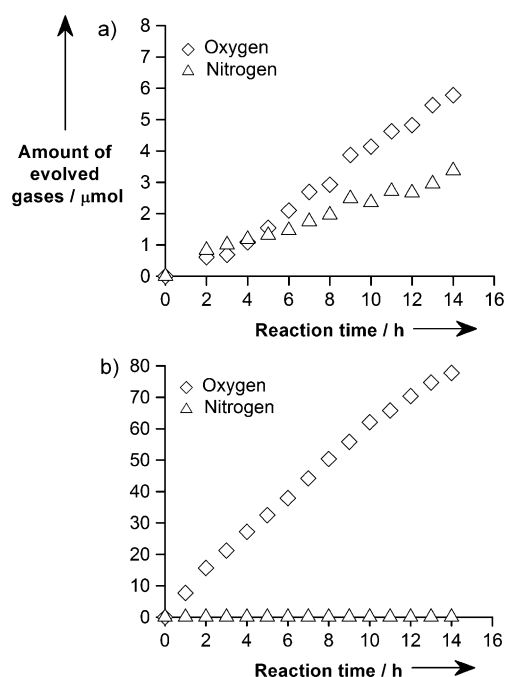 a)
8
7
6
5
4
3
2
1
0
Oxygen
Nitrogen
Amount of
evolved
gases / μmol
0 2 4 6 8 10 12 14 16
Reaction time / h
b)
80
70
60
50
40
30
20
10
0
Oxygen
Nitrogen
0 2 4 6 8 10 12 14 16
Reaction time / h